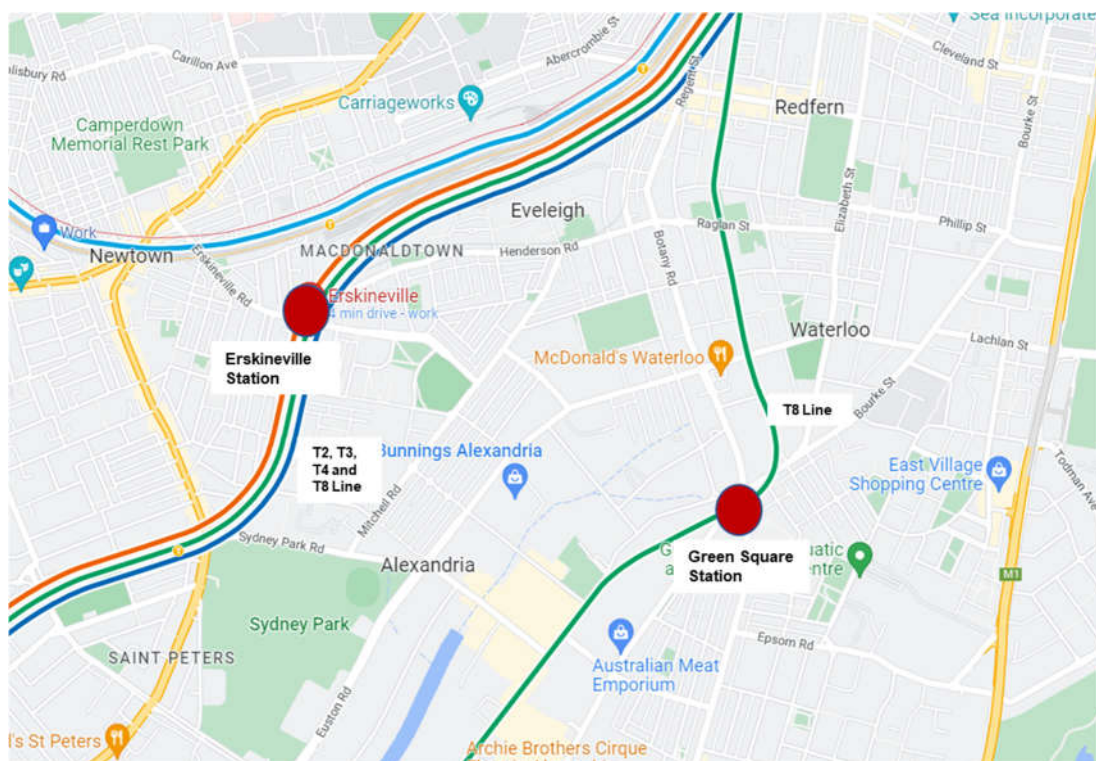 Sea Incorporate
Abercrombie St
Cleveland St
Carillon Ave
alisbury Rd
Carriageworks
Regent St
Redfern
Bourke St
Camperdown
Memorial Rest Park
Elizabeth St
Eveleigh
Raglan St
Phillip St
Work
Newtown
MACDONALDTOWN
Henderson Rd
Botany Rd
Erskineville Rd
Erskineville
4 min drive - work
Waterloo
Lachlan St
Erskineville
Station
McDonald's Waterloo
Bourke St
T8 Line
T2, T3,
T4 and
T8 Line
Bunnings Alexandria
East Village
Shopping Centre
Todman Ave
Mitchell Rd
Sydney Park Rd
Alexandria
Green Square
Station
uatic
entre
M1
Sydney Park
SAINT PETERS
Epsom Rd
Australian Meat
Emporium
Euston Rd
l's St Peters
Archie Brothers Cirque